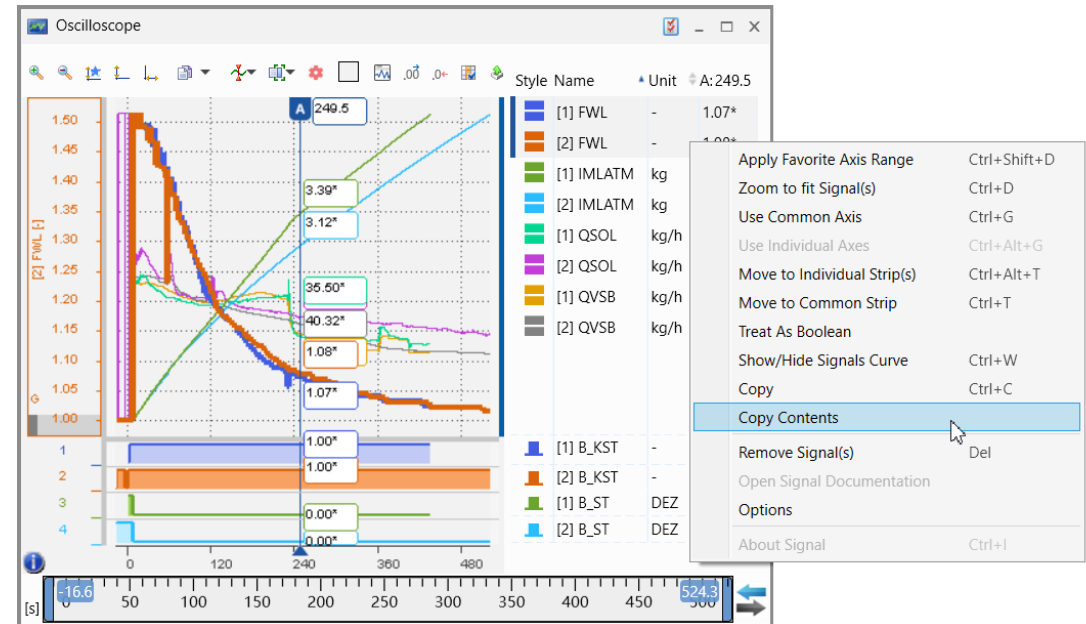 Oscilloscope
Style Name Unit A: 249.5
A 249.5
[1] FWL - 1.07*
[2] FWL -
[1] IMLATM kg
[2] IMLATM kg
[1] QSOL kg/h
[2] QSOL kg/h
[1] QVSB kg/h
[2] QVSB kg/h
[1] B_KST -
[2] B_KST -
[1] B_ST DEZ
[2] B_ST DEZ
[2] FWL [-]
G
1.50
1.45
1.40
1.35
1.30
1.25
1.20
1.15
1.10
1.05
1.00
3.39*
3.12*
35.50*
40.32*
1.08*
1.07*
1.00*
1.00*
0.00*
0.00*
1
2
3
4
0 120 240 360 480
[s] -16.6 0 50 100 150 200 250 300 350 400 450 500 524.3
Apply Favorite Axis Range Ctrl+Shift+D
Zoom to fit Signal(s) Ctrl+D
Use Common Axis Ctrl+G
Use Individual Axes Ctrl+Alt+G
Move to Individual Strip(s) Ctrl+Alt+T
Move to Common Strip Ctrl+T
Treat As Boolean
Show/Hide Signals Curve Ctrl+W
Copy Ctrl+C
Copy Contents
Remove Signal(s) Del
Open Signal Documentation
Options
About Signal Ctrl+I